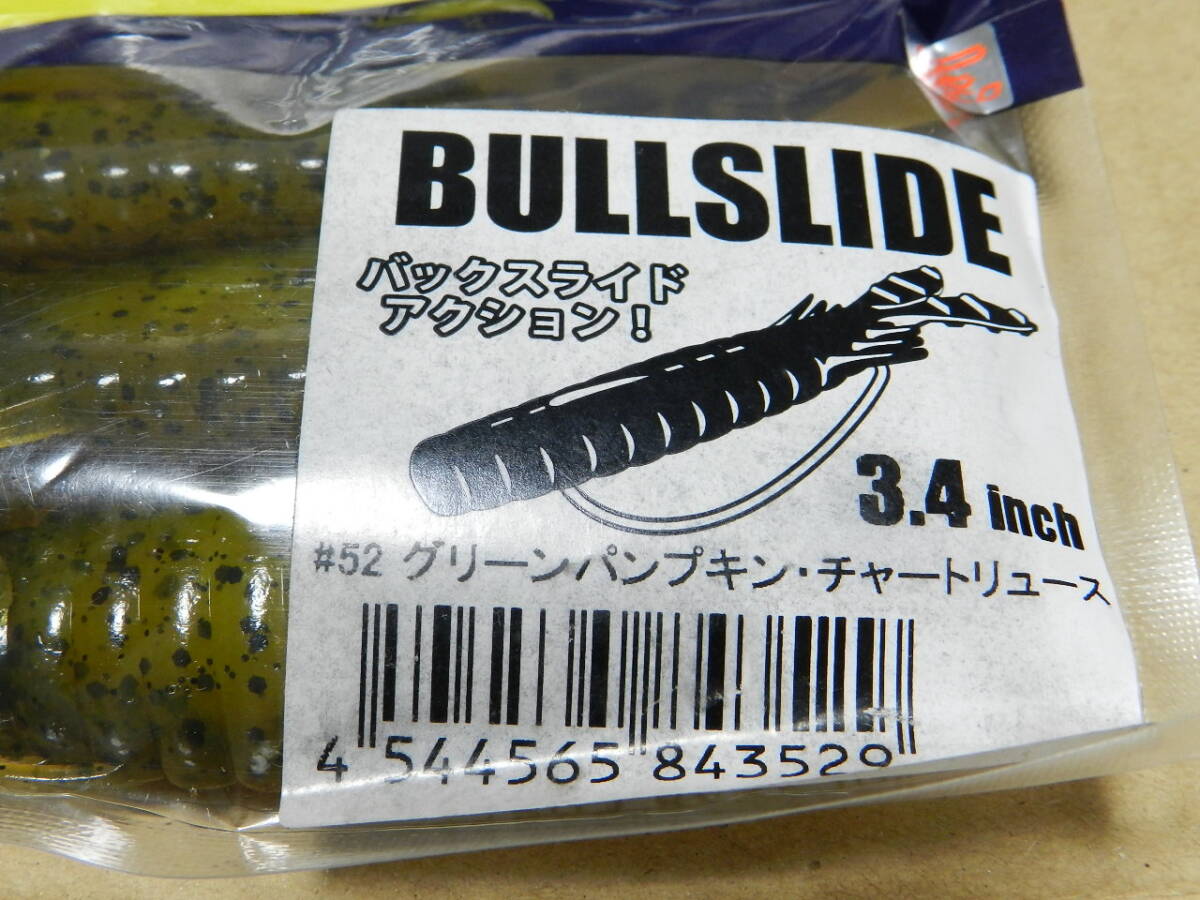 BULLSLIDE
バックスライド
アクション!
3.4 inch
#52 グリーンパンプキン・チャートリュース
4 544565 843520